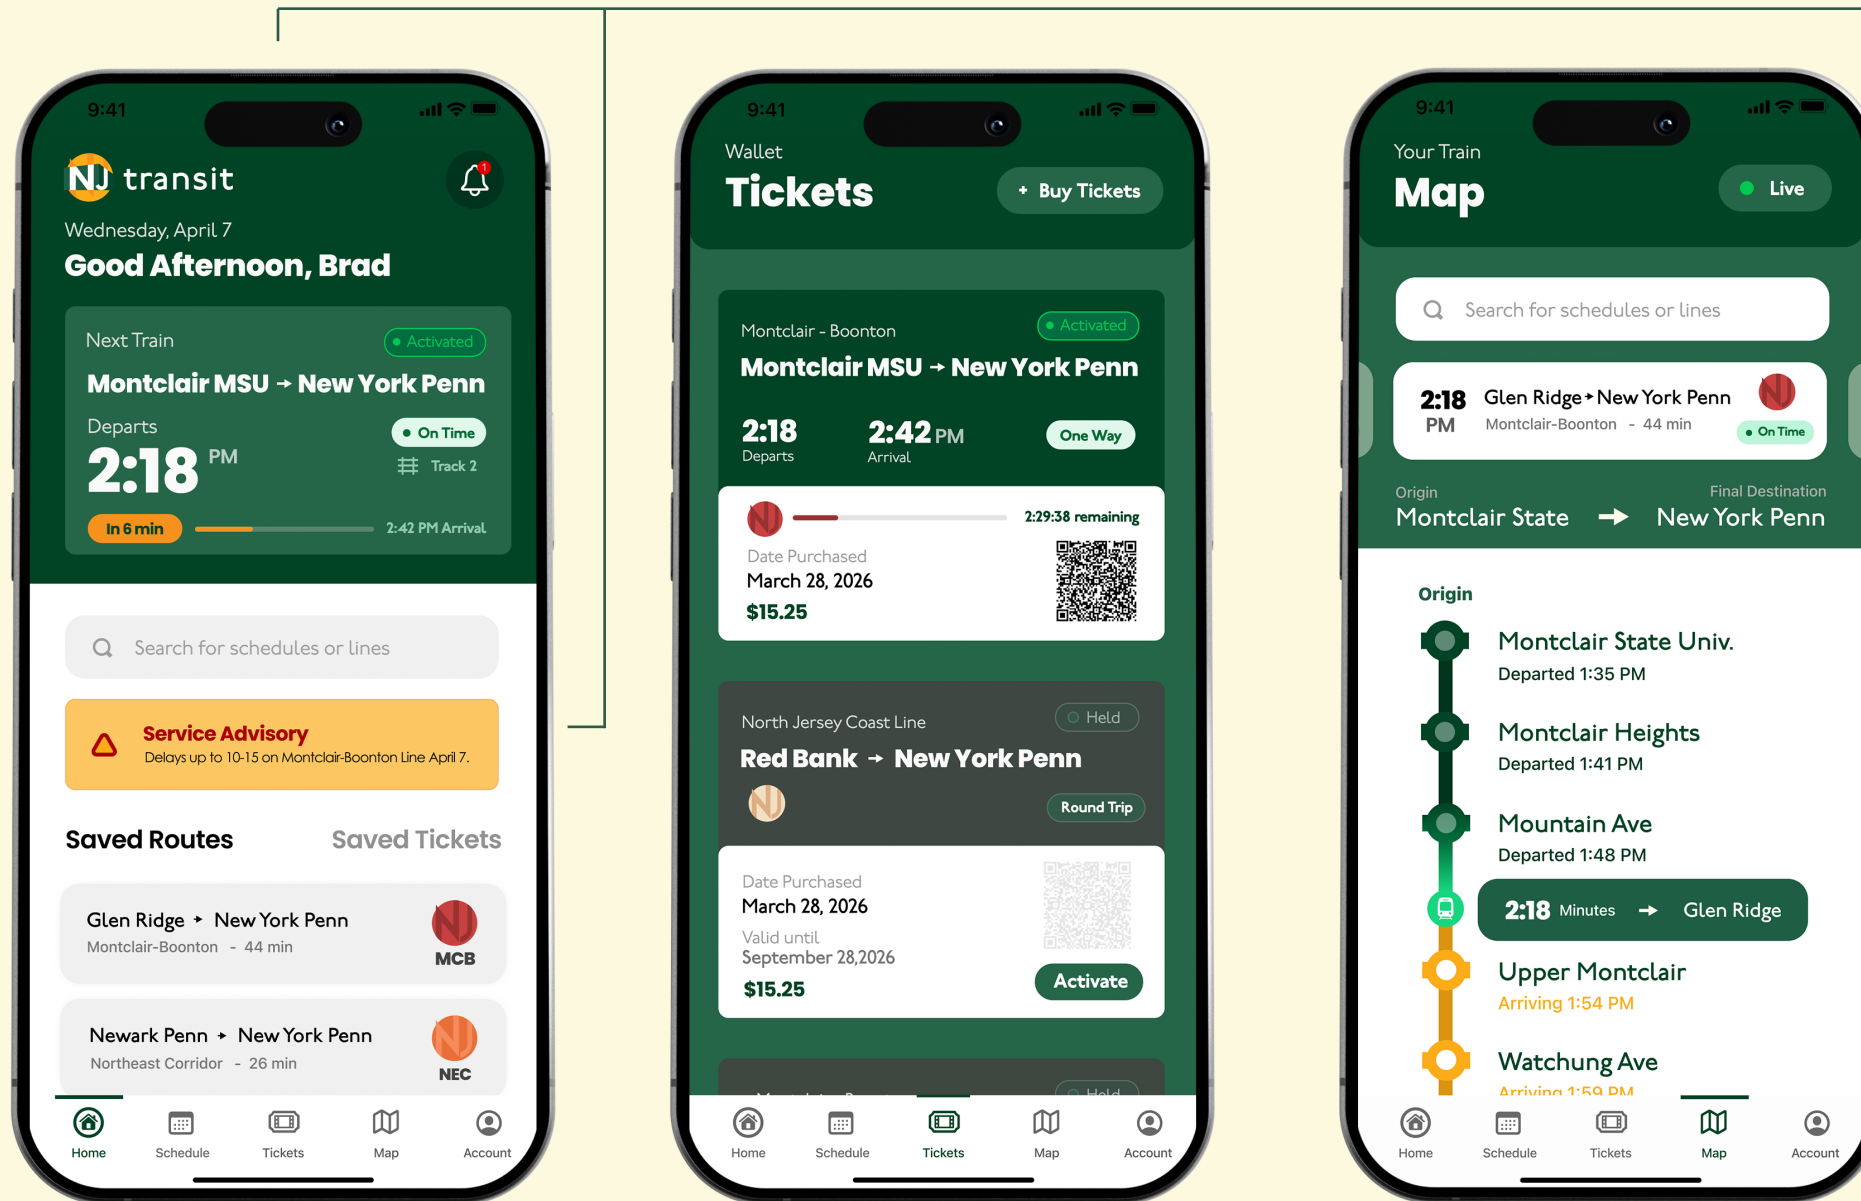 9:41
NJ transit
1
Wednesday, April 7
Good Afternoon, Brad
Next Train
Activated
Montclair MSU → New York Penn
Departs
On Time
2:18 PM
Track 2
In 6 min
2:42 PM Arrival
Search for schedules or lines
Service Advisory
Delays up to 10-15 on Montclair-Boonton Line April 7.
Saved Routes
Saved Tickets
Glen Ridge → New York Penn
Montclair-Boonton - 44 min
NJ
MCB
Newark Penn → New York Penn
Northeast Corridor - 26 min
NJ
NEC
Home
Schedule
Tickets
Map
Account
9:41
Wallet
Tickets
+ Buy Tickets
Montclair - Boonton
Activated
Montclair MSU → New York Penn
2:18
2:42 PM
One Way
Departs
Arrival
NJ
2:29:38 remaining
Date Purchased
March 28, 2026
$15.25
North Jersey Coast Line
Held
Red Bank → New York Penn
NJ
Round Trip
Date Purchased
March 28, 2026
Valid until
September 28,2026
$15.25
Activate
Held
Home
Schedule
Tickets
Map
Account
9:41
Your Train
Map
Live
Search for schedules or lines
2:18 PM
Glen Ridge → New York Penn
Montclair-Boonton - 44 min
NJ
On Time
Origin
Final Destination
Montclair State → New York Penn
Origin
Montclair State Univ.
Departed 1:35 PM
Montclair Heights
Departed 1:41 PM
Mountain Ave
Departed 1:48 PM
2:18 Minutes → Glen Ridge
Upper Montclair
Arriving 1:54 PM
Watchung Ave
Arriving 1:59 PM
Home
Schedule
Tickets
Map
Account